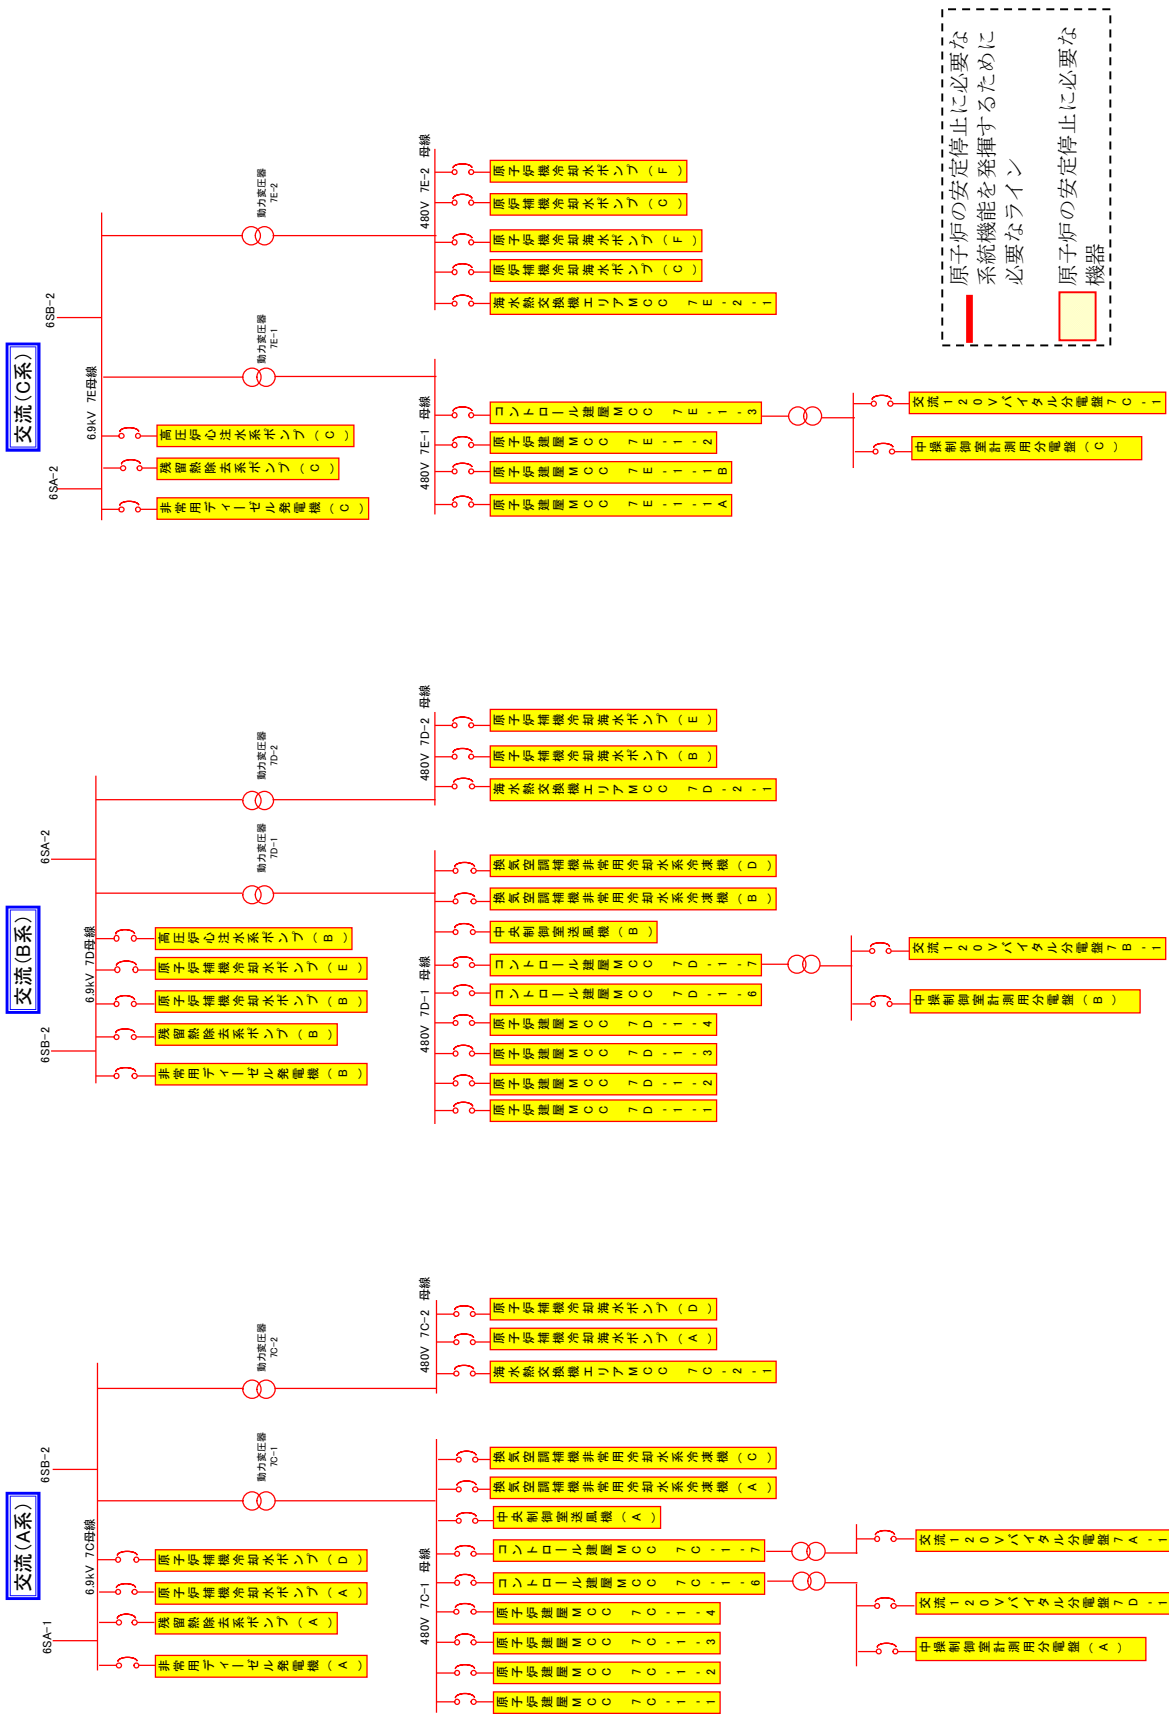 交流(A系)
6SA-1
6SB-2
6.9kV 7C母線
非常用ディーゼル発電機（A）
残留熱除去系ポンプ（A）
原子炉補機冷却水ポンプ（A）
原子炉補機冷却水ポンプ（D）
動力変圧器
7C-1
動力変圧器
7C-2
480V 7C-1 母線
原子炉建屋MCC 7C-1-1
原子炉建屋MCC 7C-1-2
原子炉建屋MCC 7C-1-3
原子炉建屋MCC 7C-1-4
コントロール建屋MCC 7C-1-6
コントロール建屋MCC 7C-1-7
中央制御室送風機（A）
換気空調補機非常用冷却水系冷凍機（A）
換気空調補機非常用冷却水系冷凍機（C）
480V 7C-2 母線
海水熱交換機エリアMCC 7C-2-1
原子炉補機冷却海水ポンプ（A）
原子炉補機冷却海水ポンプ（D）
中操制御室計測用分電盤（A）
交流120Vバイタル分電盤7D-1
交流120Vバイタル分電盤7A-1
交流(B系)
6SB-2
6SA-2
6.9kV 7D母線
非常用ディーゼル発電機（B）
残留熱除去系ポンプ（B）
原子炉補機冷却水ポンプ（B）
原子炉補機冷却水ポンプ（E）
高圧炉心注水系ポンプ（B）
動力変圧器
7D-1
動力変圧器
7D-2
480V 7D-1 母線
原子炉建屋MCC 7D-1-1
原子炉建屋MCC 7D-1-2
原子炉建屋MCC 7D-1-3
原子炉建屋MCC 7D-1-4
コントロール建屋MCC 7D-1-6
コントロール建屋MCC 7D-1-7
中央制御室送風機（B）
換気空調補機非常用冷却水系冷凍機（B）
換気空調補機非常用冷却水系冷凍機（D）
480V 7D-2 母線
海水熱交換機エリアMCC 7D-2-1
原子炉補機冷却海水ポンプ（B）
原子炉補機冷却海水ポンプ（E）
中操制御室計測用分電盤（B）
交流120Vバイタル分電盤7B-1
交流(C系)
6SA-2
6SB-2
6.9kV 7E母線
非常用ディーゼル発電機（C）
残留熱除去系ポンプ（C）
高圧炉心注水系ポンプ（C）
動力変圧器
7E-1
動力変圧器
7E-2
480V 7E-1 母線
原子炉建屋MCC 7E-1-1A
原子炉建屋MCC 7E-1-1B
原子炉建屋MCC 7E-1-2
コントロール建屋MCC 7E-1-3
480V 7E-2 母線
海水熱交換機エリアMCC 7E-2-1
原炉補機冷却海水ポンプ（C）
原子炉機冷却海水ポンプ（F）
原炉補機冷却水ポンプ（C）
原子炉機冷却水ポンプ（F）
中操制御室計測用分電盤（C）
交流120Vバイタル分電盤7C-1
原子炉の安定停止に必要な
系統機能を発揮するために
必要なライン
原子炉の安定停止に必要な
機器